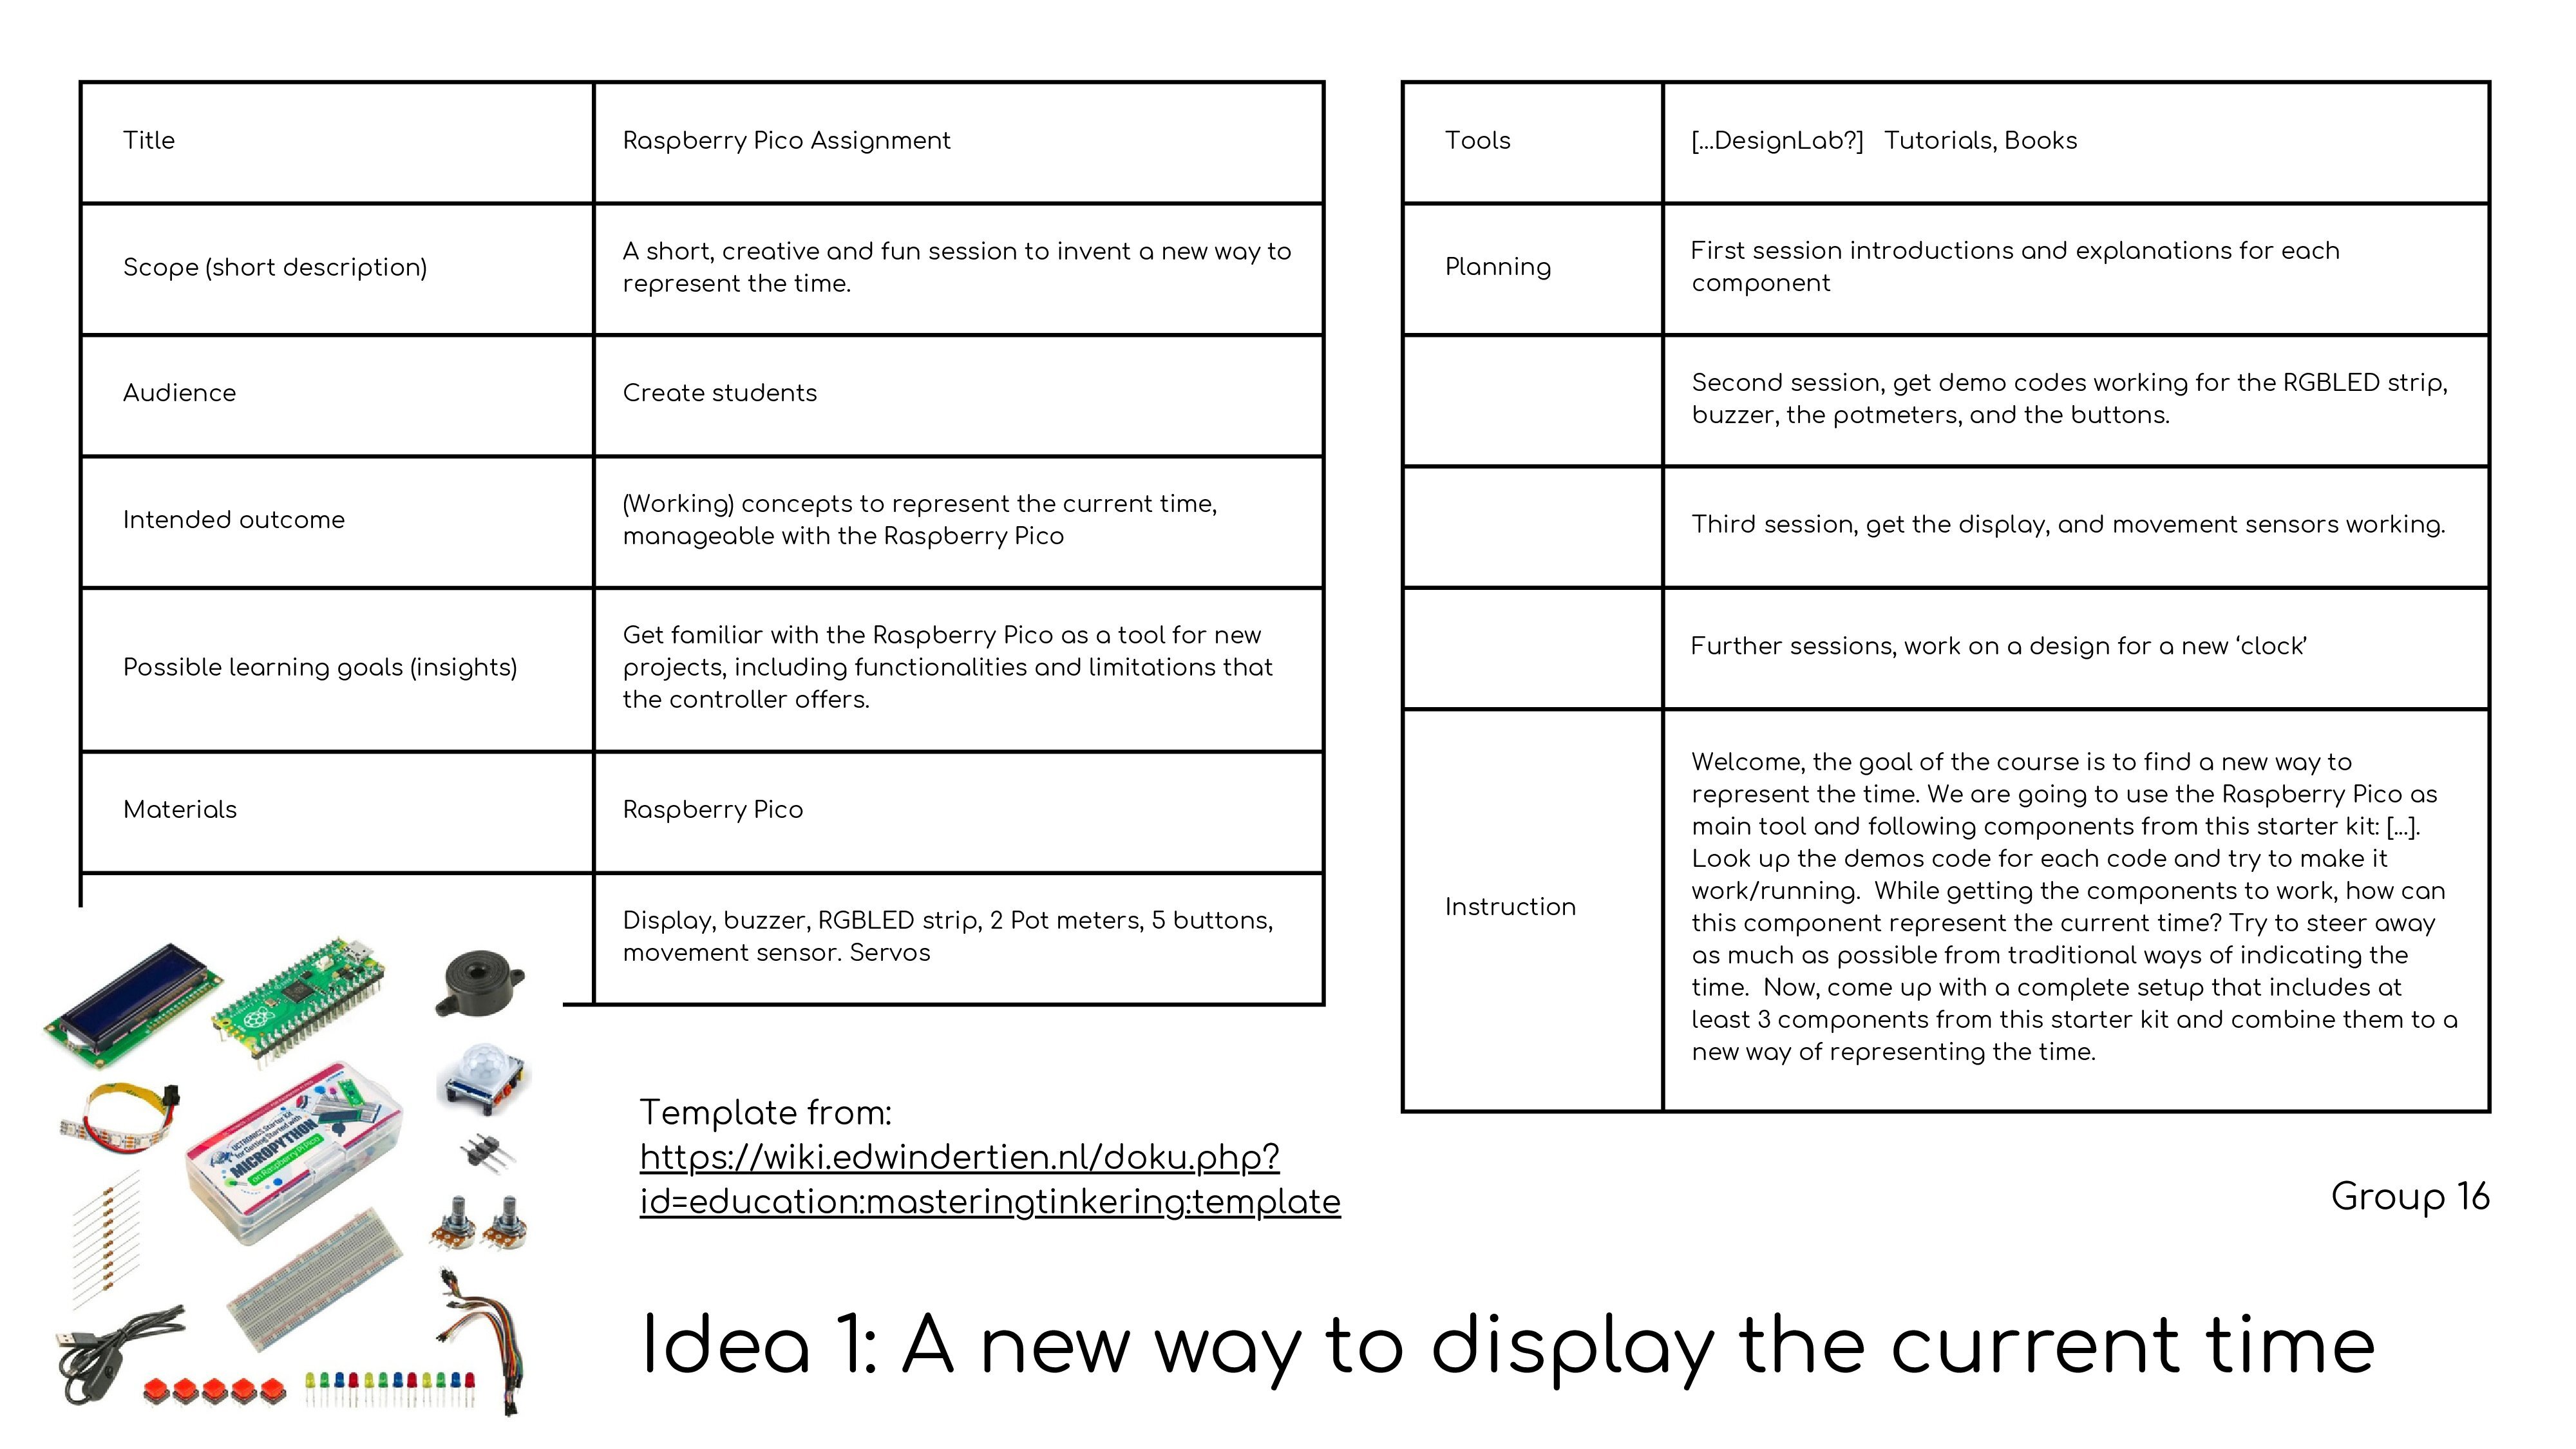 Title
Raspberry Pico Assignment
Scope (short description)
A short, creative and fun session to invent a new way to
represent the time.
Audience
Create students
Intended outcome
(Working) concepts to represent the current time,
manageable with the Raspberry Pico
Possible learning goals (insights)
Get familiar with the Raspberry Pico as a tool for new
projects, including functionalities and limitations that
the controller offers.
Materials
Raspberry Pico
Display, buzzer, RGBLED strip, 2 Pot meters, 5 buttons,
movement sensor. Servos
Tools
[...DesignLab?]   Tutorials, Books
Planning
First session introductions and explanations for each
component
Second session, get demo codes working for the RGBLED strip,
buzzer, the potmeters, and the buttons.
Third session, get the display, and movement sensors working.
Further sessions, work on a design for a new ‘clock’
Instruction
Welcome, the goal of the course is to find a new way to
represent the time. We are going to use the Raspberry Pico as
main tool and following components from this starter kit: [...].
Look up the demos code for each code and try to make it
work/running.  While getting the components to work, how can
this component represent the current time? Try to steer away
as much as possible from traditional ways of indicating the
time.  Now, come up with a complete setup that includes at
least 3 components from this starter kit and combine them to a
new way of representing the time.
UCTRONICS Starter Kit
for Getting Started with
MICROPYTHON
on Raspberry Pi Pico
Template from:
https://wiki.edwindertien.nl/doku.php?
id=education:masteringtinkering:template
Group 16
Idea 1: A new way to display the current time